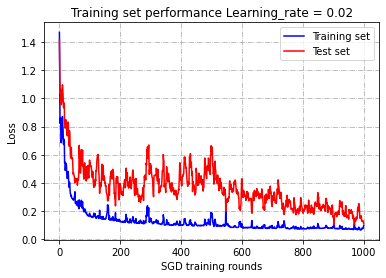 Training set performance Learning_rate = 0.02
Training set
Test set
Loss
1.4
1.2
1.0
0.8
0.6
0.4
0.2
0.0
0
200
400
600
800
1000
SGD training rounds